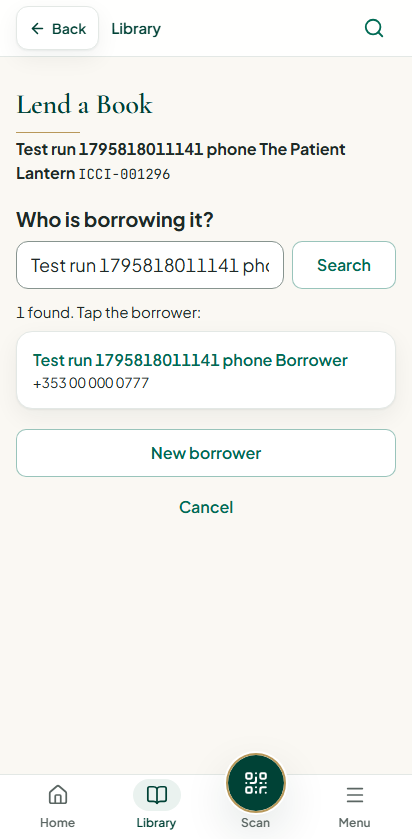 Back
Library
Lend a Book
Test run 1795818011141 phone The Patient
Lantern ICCI-001296
Who is borrowing it?
Test run 1795818011141 pho
Search
1 found. Tap the borrower:
Test run 1795818011141 phone Borrower
+353 00 000 0777
New borrower
Cancel
Home
Library
Scan
Menu